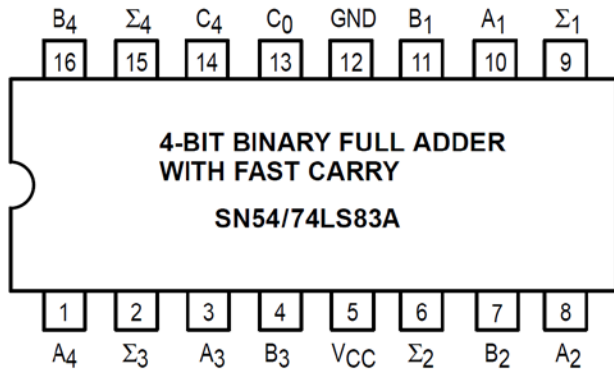 B4 Σ4 C4 C0 GND B1 A1 Σ1
16 15 14 13 12 11 10 9
4-BIT BINARY FULL ADDER
WITH FAST CARRY
SN54/74LS83A
1 2 3 4 5 6 7 8
A4 Σ3 A3 B3 VCC Σ2 B2 A2